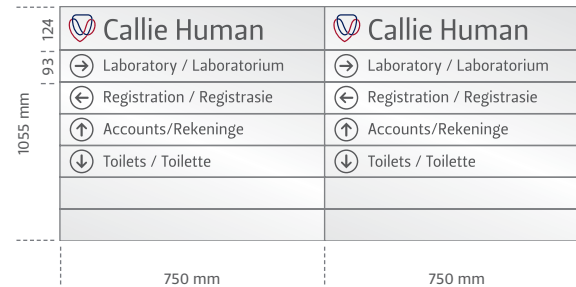 124
93
1055 mm
Callie Human
Laboratory / Laboratorium
Registration / Registrasie
Accounts/Rekeninge
Toilets / Toilette
Callie Human
Laboratory / Laboratorium
Registration / Registrasie
Accounts/Rekeninge
Toilets / Toilette
750 mm
750 mm